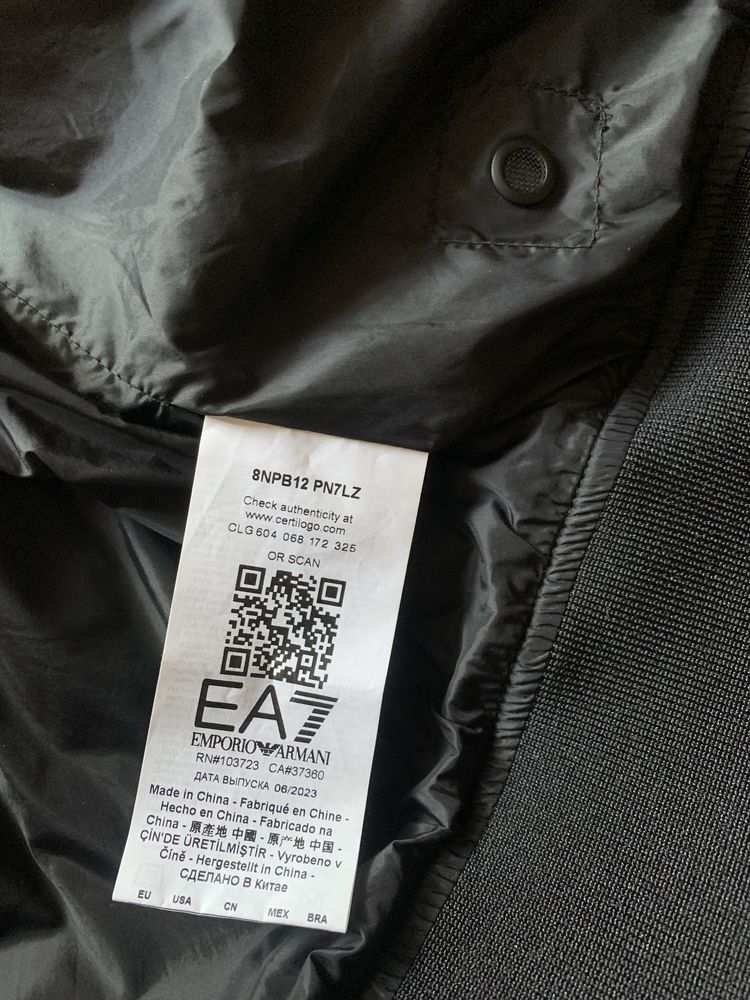 8NPB12 PN7LZ
Check authenticity at
www.certilogo.com
CLG 604 068 172 325
OR SCAN
EA7
EMPORIO ARMANI
RN#103723 CA#37360
ДАТА ВЫПУСКА 06/2023
Made in China - Fabriqué en Chine -
Hecho en China - Fabricado na
China - 原產地 中國 - 原产地 中国 -
ÇİN'DE ÜRETİLMİŞTİR - Vyrobeno v
Číně - Hergestellt in China -
СДЕЛАНО В Китае
EU USA CN MEX BRA